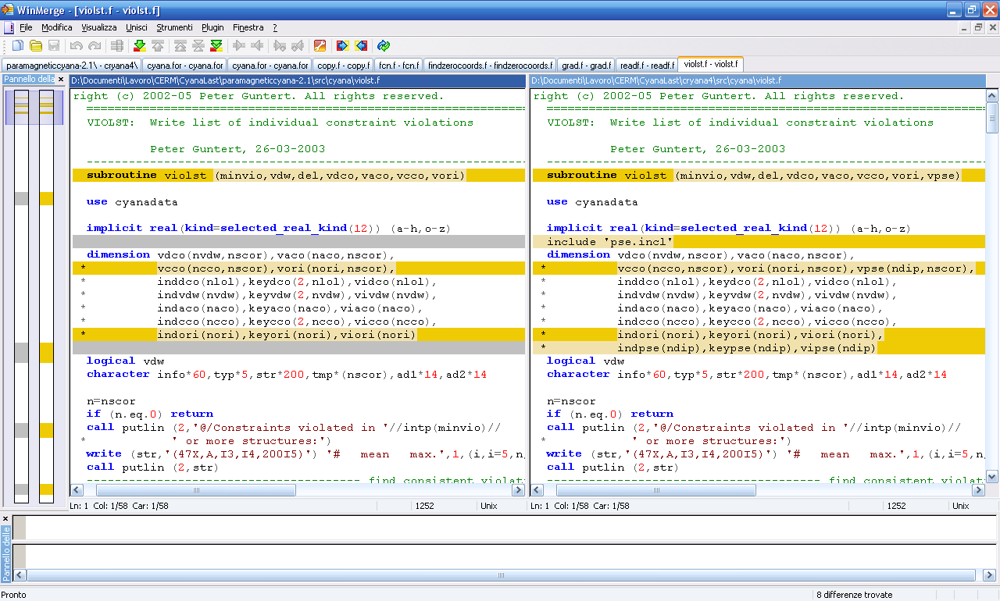 WinMerge - [violst.f - violst.f]
File Modifica Visualizza Unisci Strumenti Plugin Finestra ?
paramagneticcyana-2.1\ - cryana4\ cyana.for - cyana.for cyana.for - cyana.for copy.f - copy.f fcn.f - fcn.f findzerocoords.f - findzerocoords.f grad.f - grad.f readf.f - readf.f violst.f - violst.f
Pannello della
D:\Documenti\Lavoro\CERM\CyanaLast\paramagneticcyana-2.1\src\cyana\violst.f
right (c) 2002-05 Peter Guntert. All rights reserved.
VIOLST:  Write list of individual constraint violations
Peter Guntert, 26-03-2003
subroutine violst (minvio,vdw,del,vdco,vaco,vcco,vori)
use cyanadata
implicit real(kind=selected_real_kind(12)) (a-h,o-z)
dimension vdco(nvdw,nscor),vaco(naco,nscor),
*          vcco(ncco,nscor),vori(nori,nscor),
*          inddco(nlol),keydco(2,nlol),vidco(nlol),
*          indvdw(nvdw),keyvdw(2,nvdw),vivdw(nvdw),
*          indaco(naco),keyaco(naco),viaco(naco),
*          indcco(ncco),keycco(2,ncco),vicco(ncco),
*          indori(nori),keyori(nori),viori(nori)
logical vdw
character info*60,typ*5,str*200,tmp*(nscor),ad1*14,ad2*14
n=nscor
if (n.eq.0) return
call putlin (2,'@/Constraints violated in '//intp(minvio)//
*            ' or more structures:')
write (str,'(47X,A,I3,I4,200I5)') '#   mean   max.',1,(i,i=5,n,
call putlin (2,str)
--------------------------------------- find consistent violat
Ln: 1  Col: 1/58  Car: 1/58 1252 Unix
D:\Documenti\Lavoro\CERM\CyanaLast\cryana4\src\cyana\violst.f
right (c) 2002-05 Peter Guntert. All rights reserved.
VIOLST:  Write list of individual constraint violations
Peter Guntert, 26-03-2003
subroutine violst (minvio,vdw,del,vdco,vaco,vcco,vori,vpse)
use cyanadata
implicit real(kind=selected_real_kind(12)) (a-h,o-z)
include 'pse.incl'
dimension vdco(nvdw,nscor),vaco(naco,nscor),
*          vcco(ncco,nscor),vori(nori,nscor),vpse(ndip,nscor),
*          inddco(nlol),keydco(2,nlol),vidco(nlol),
*          indvdw(nvdw),keyvdw(2,nvdw),vivdw(nvdw),
*          indaco(naco),keyaco(naco),viaco(naco),
*          indcco(ncco),keycco(2,ncco),vicco(ncco),
*          indori(nori),keyori(nori),viori(nori),
*          indpse(ndip),keypse(ndip),vipse(ndip)
logical vdw
character info*60,typ*5,str*200,tmp*(nscor),ad1*14,ad2*14
n=nscor
if (n.eq.0) return
call putlin (2,'@/Constraints violated in '//intp(minvio)//
*            ' or more structures:')
write (str,'(47X,A,I3,I4,200I5)') '#   mean   max.',1,(i,i=5,n,
call putlin (2,str)
--------------------------------------- find consistent violat
Ln: 1  Col: 1/58  Car: 1/58 1252 Unix
Pannello delle
Pronto
8 differenze trovate